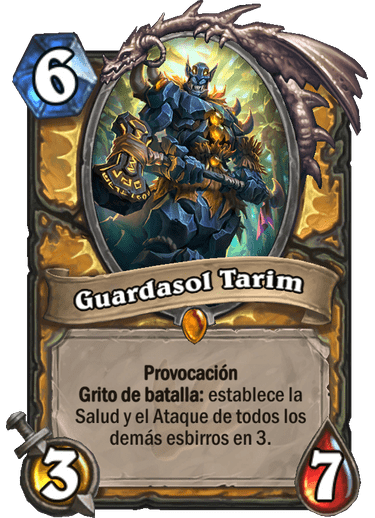 6
Guardasol Tarim
Provocación
Grito de batalla: establece la
Salud y el Ataque de todos los
demás esbirros en 3.
3
7